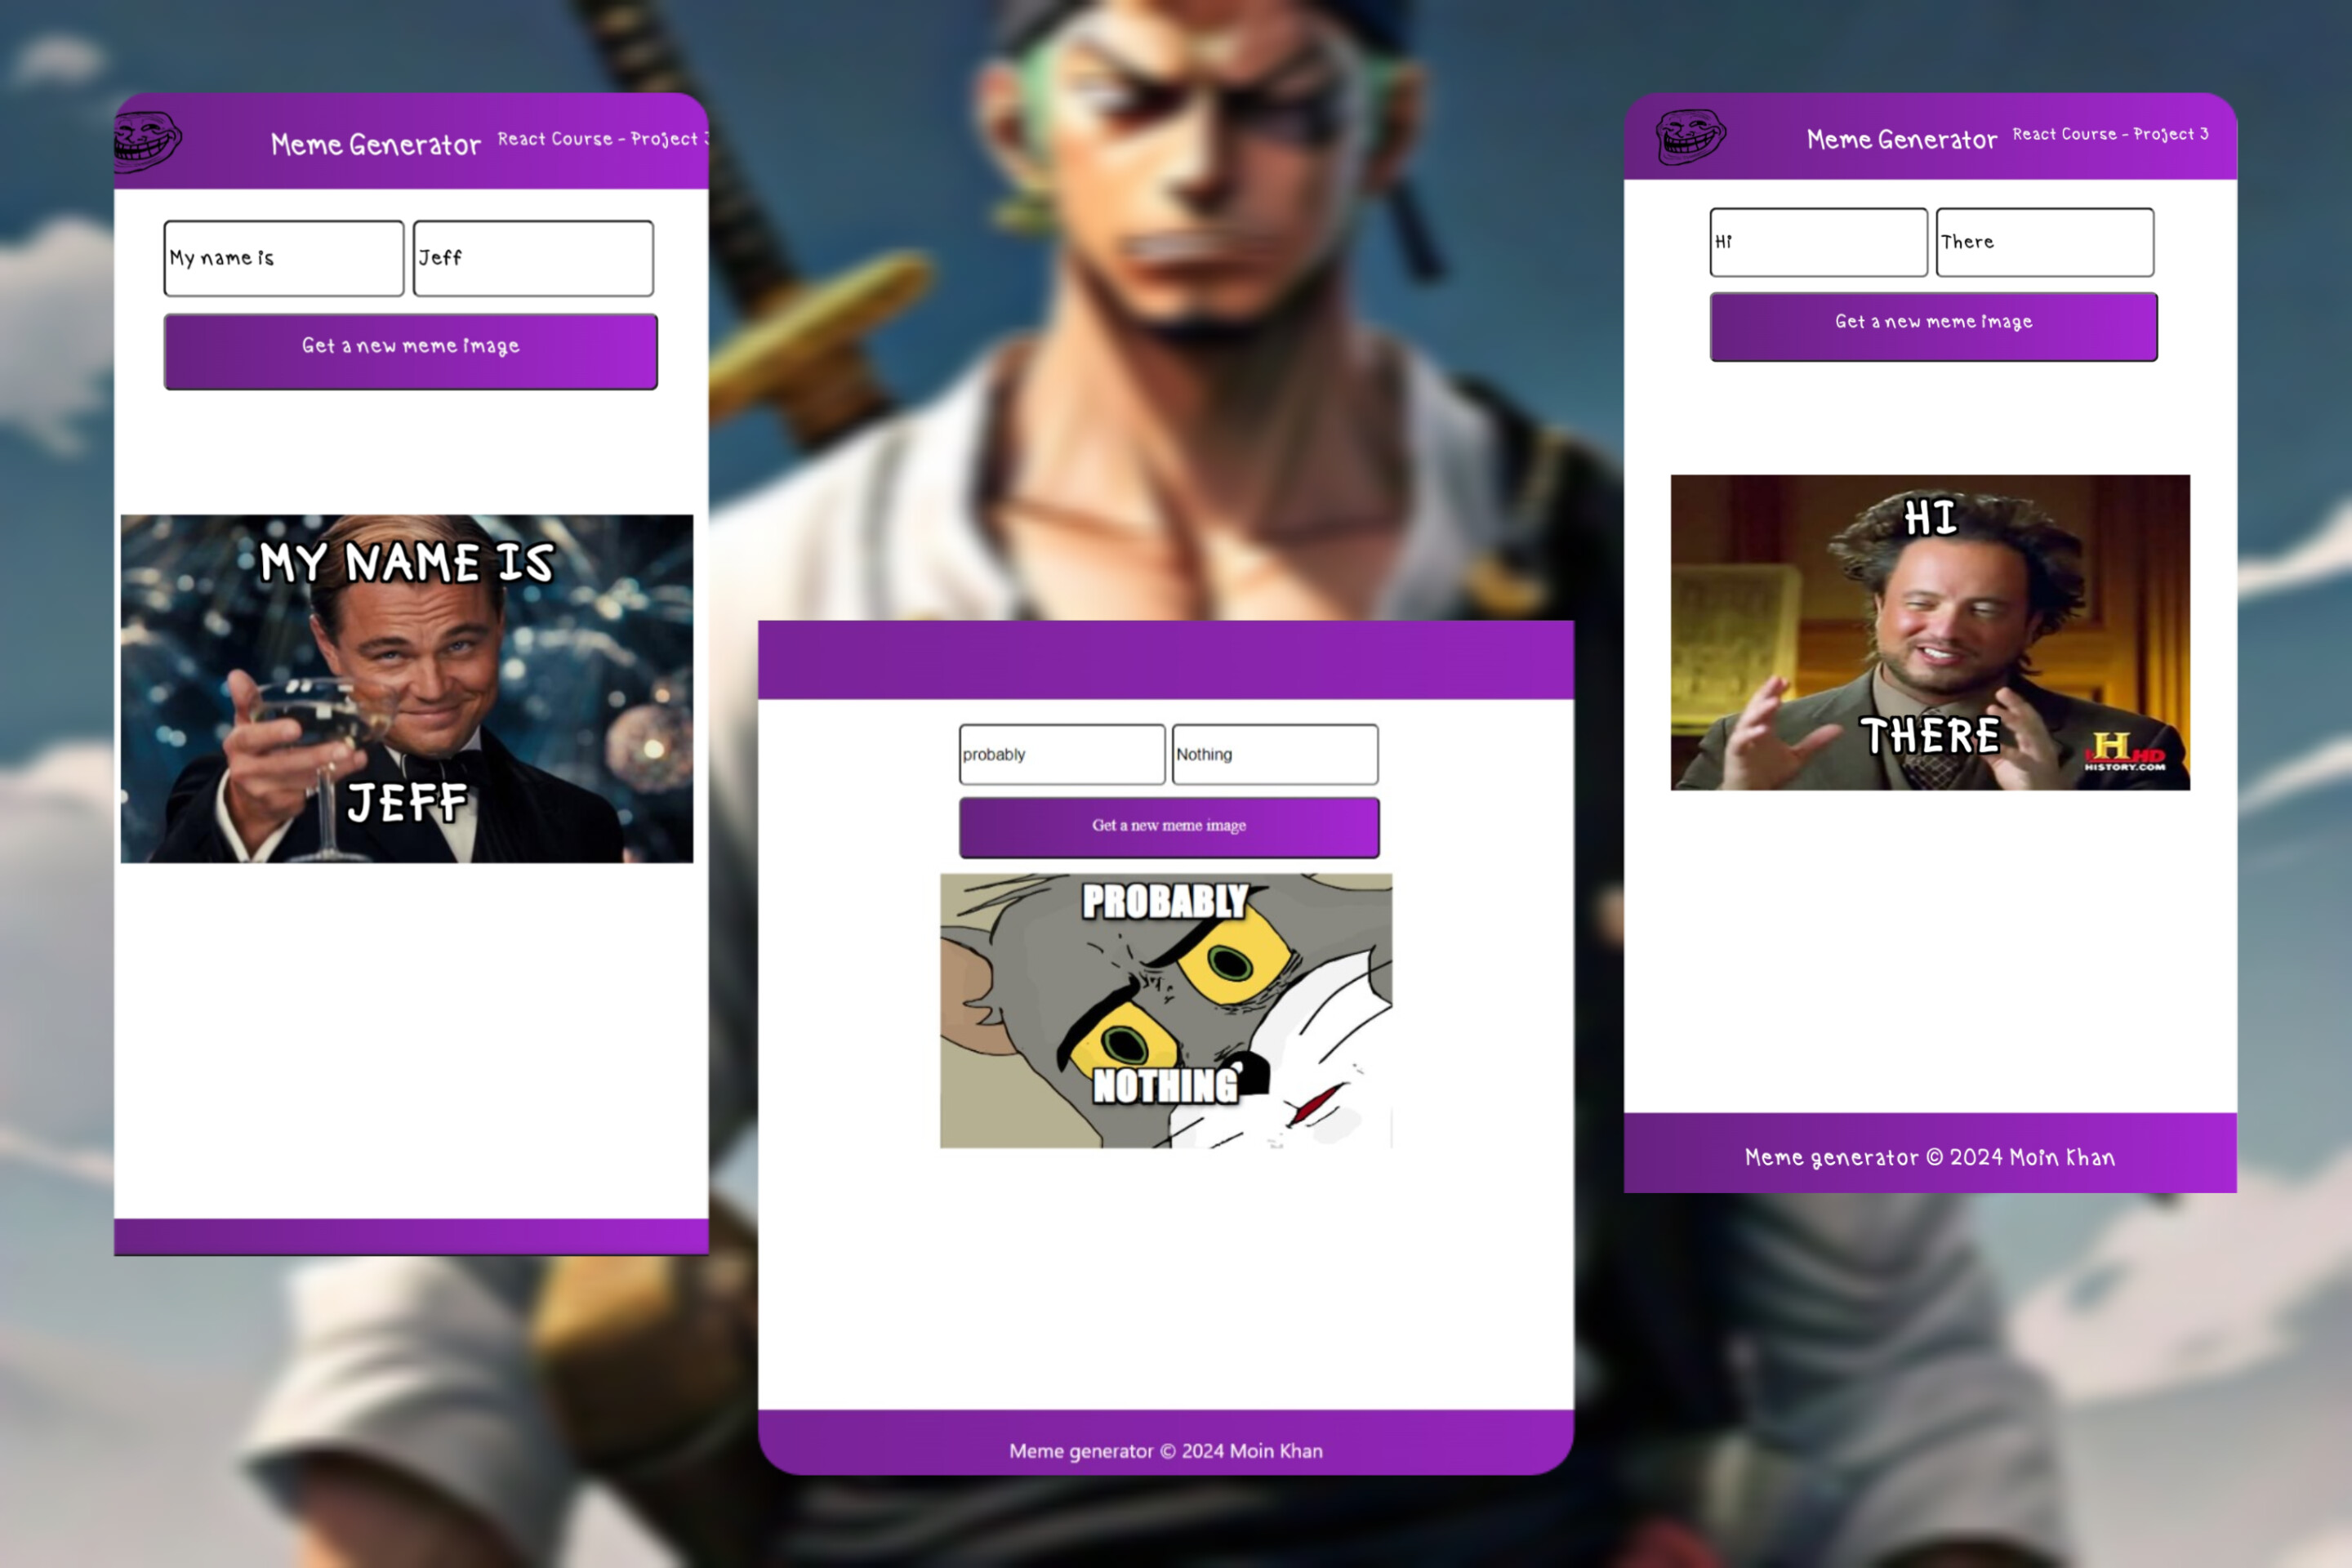 Meme Generator React Course - Project 3
My name is Jeff
Get a new meme image
MY NAME IS
JEFF
probably Nothing
Get a new meme image
PROBABLY
NOTHING
Meme generator © 2024 Moin Khan
Meme Generator React Course - Project 3
Hi There
Get a new meme image
HI
THERE
H HD
HISTORY.COM
Meme generator © 2024 Moin Khan